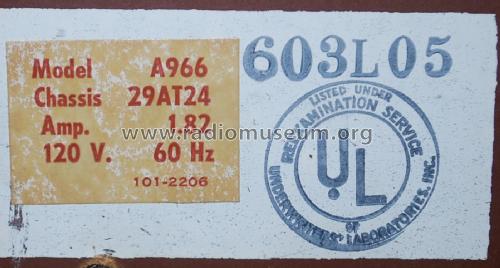 Model A966
Chassis 29AT24
Amp. 1.82
120 V. 60 Hz
101-2206
603L05
LISTED UNDER
REEXAMINATION SERVICE
UL
OF
UNDERWRITERS' LABORATORIES, INC.
www.radiomuseum.org